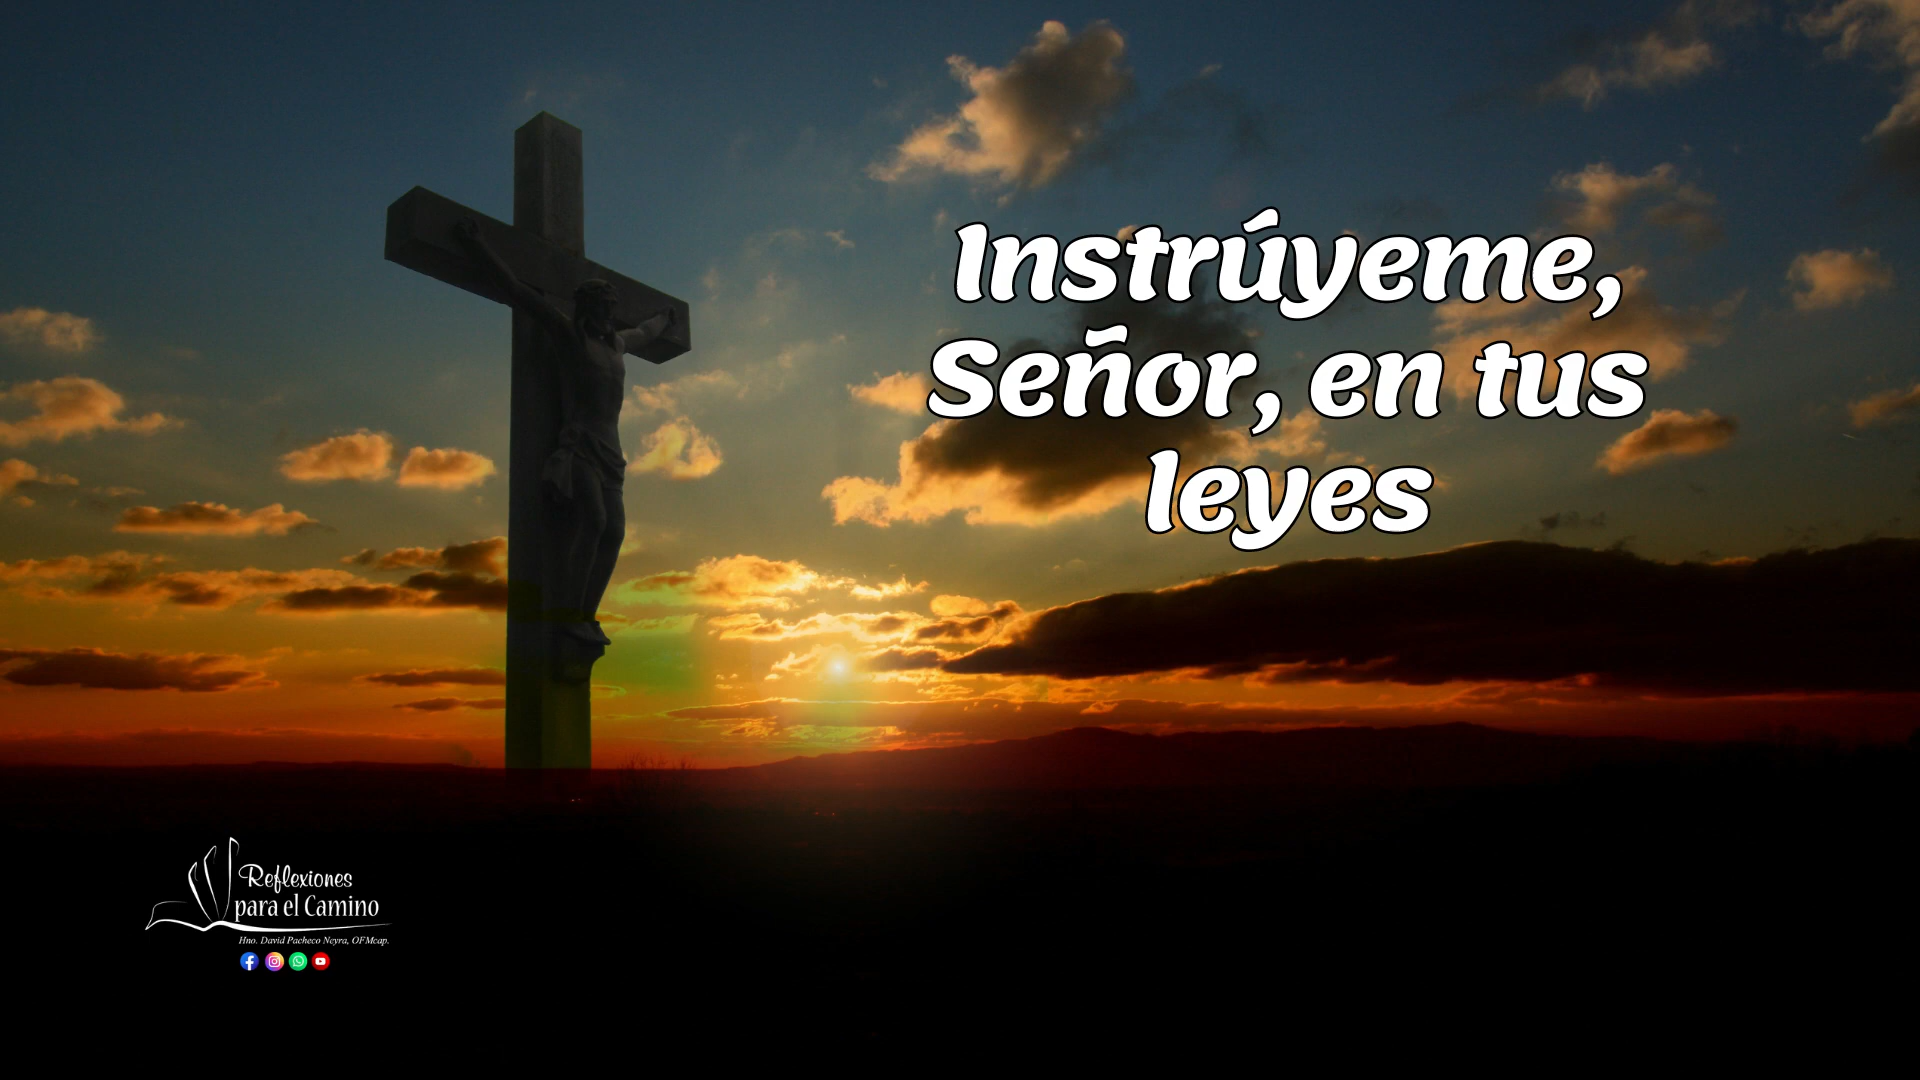 Instrúyeme,
Señor, en tus
leyes
Reflexiones
para el Camino
Hno. David Pacheco Neyra, OFMcap.